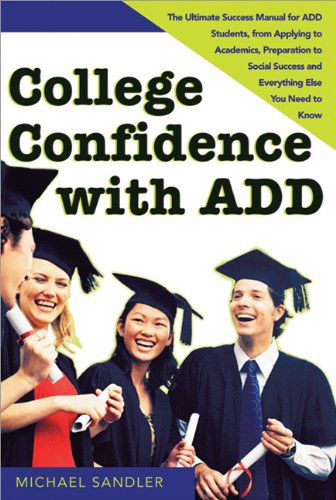 The Ultimate Success Manual for ADD
Students, from Applying to
Academics, Preparation to
Social Success and
Everything Else
You Need to
Know
College
Confidence
with ADD
MICHAEL SANDLER